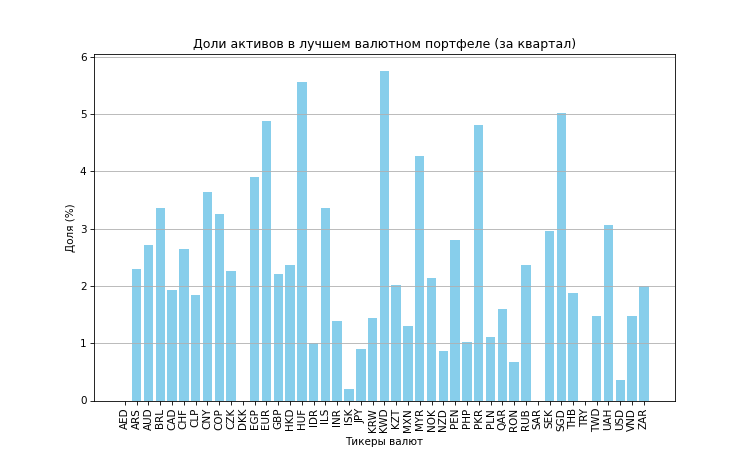 Доли активов в лучшем валютном портфеле (за квартал)
6
5
4
3
2
1
0
Доля (%)
AED ARS AUD BRL CAD CHF CLP CNY COP CZK DKK EGP EUR GBP HKD HUF IDR ILS INR ISK JPY KRW KWD KZT MXN MYR NOK NZD PEN PHP PKR PLN QAR RON RUB SAR SEK SGD THB TRY TWD UAH USD VND ZAR
Тикеры валют